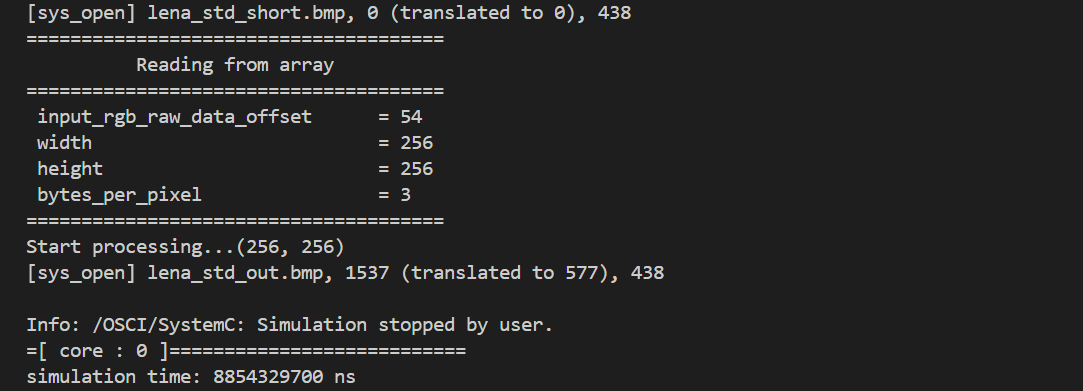 [sys_open] lena_std_short.bmp, 0 (translated to 0), 438
======================================
Reading from array
======================================
input_rgb_raw_data_offset      = 54
width                          = 256
height                         = 256
bytes_per_pixel                = 3
======================================
Start processing...(256, 256)
[sys_open] lena_std_out.bmp, 1537 (translated to 577), 438
Info: /OSCI/SystemC: Simulation stopped by user.
=[ core : 0 ]===========================
simulation time: 8854329700 ns